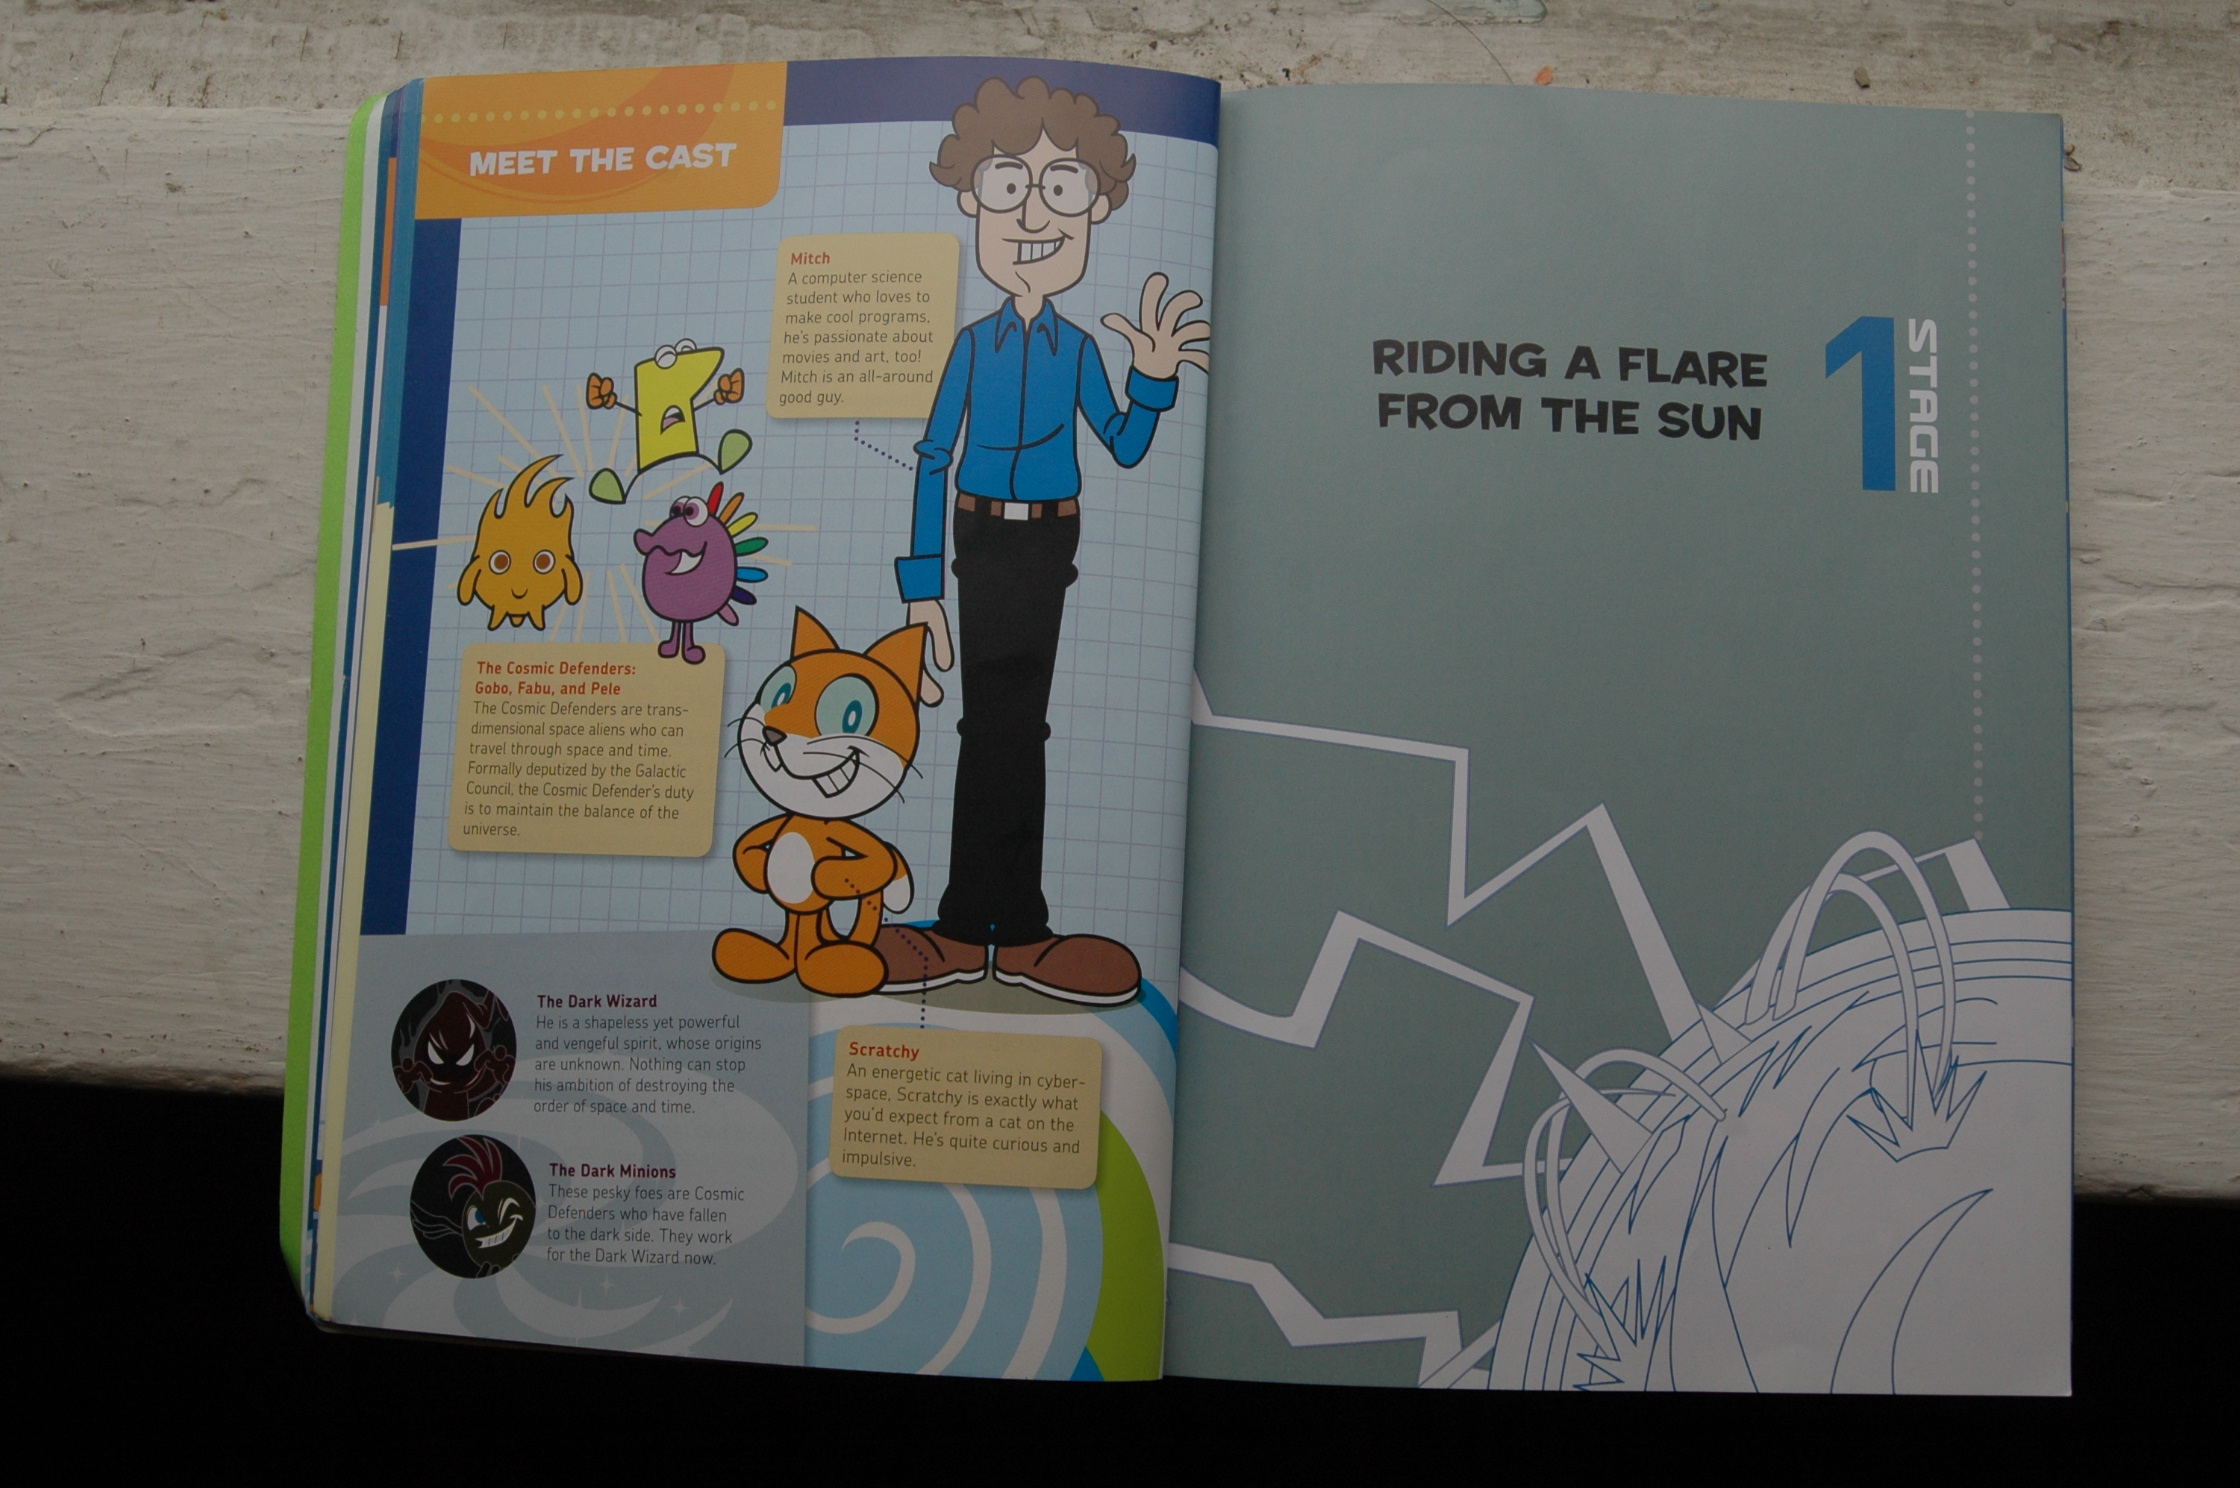 MEET THE CAST
Mitch
A computer science
student who loves to
make cool programs,
he's passionate about
movies and art, too!
Mitch is an all-around
good guy.
The Cosmic Defenders:
Gobo, Fabu, and Pele
The Cosmic Defenders are trans-
dimensional space aliens who can
travel through space and time.
Formally deputized by the Galactic
Council, the Cosmic Defender's duty
is to maintain the balance of the
universe.
The Dark Wizard
He is a shapeless yet powerful
and vengeful spirit, whose origins
are unknown. Nothing can stop
his ambition of destroying the
order of space and time.
The Dark Minions
These pesky foes are Cosmic
Defenders who have fallen
to the dark side. They work
for the Dark Wizard now.
Scratchy
An energetic cat living in cyber-
space, Scratchy is exactly what
you'd expect from a cat on the
Internet. He's quite curious and
impulsive.
RIDING A FLARE
FROM THE SUN
1
STAGE